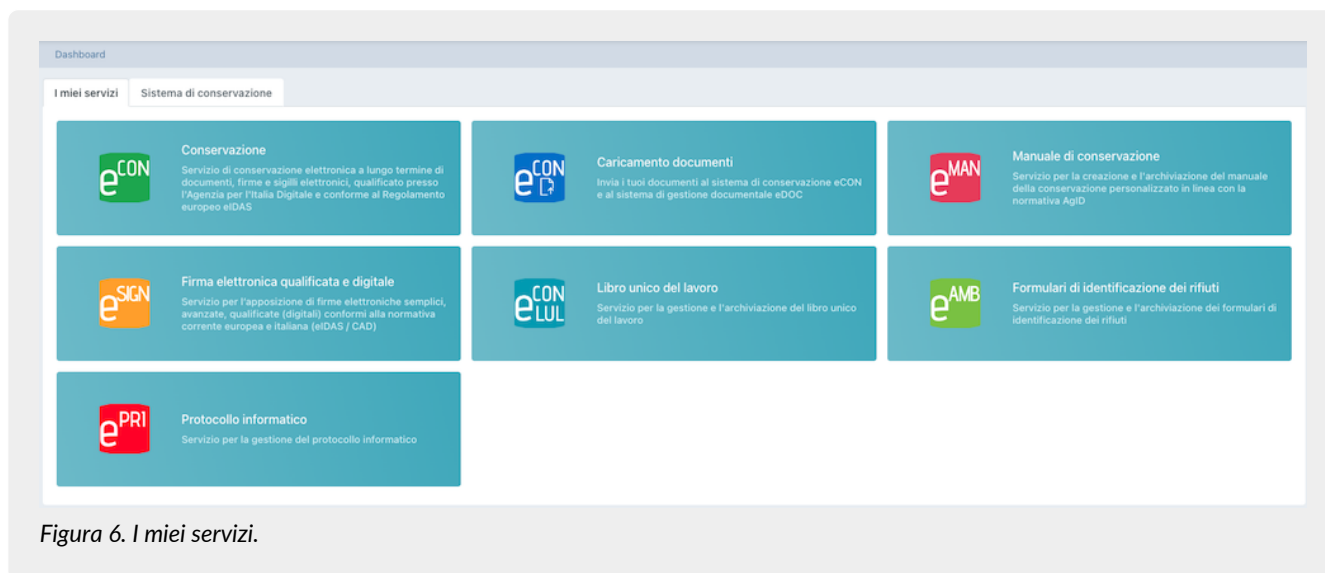 Dashboard
I miei servizi
Sistema di conservazione
eCON
Conservazione
Servizio di conservazione elettronica a lungo termine di
documenti, firme e sigilli elettronici, qualificato presso
l'Agenzia per l'Italia Digitale e conforme al Regolamento
europeo eIDAS
eCON
Caricamento documenti
Invia i tuoi documenti al sistema di conservazione eCON
e al sistema di gestione documentale eDOC
eMAN
Manuale di conservazione
Servizio per la creazione e l'archiviazione del manuale
della conservazione personalizzato in linea con la
normativa AgID
eSIGN
Firma elettronica qualificata e digitale
Servizio per l'apposizione di firme elettroniche semplici,
avanzate, qualificate (digitali) conformi alla normativa
corrente europea e italiana (eIDAS / CAD)
eCON
LUL
Libro unico del lavoro
Servizio per la gestione e l'archiviazione del libro unico
del lavoro
eAMB
Formulari di identificazione dei rifiuti
Servizio per la gestione e l'archiviazione dei formulari di
identificazione dei rifiuti
ePRI
Protocollo informatico
Servizio per la gestione del protocollo informatico
Figura 6. I miei servizi.